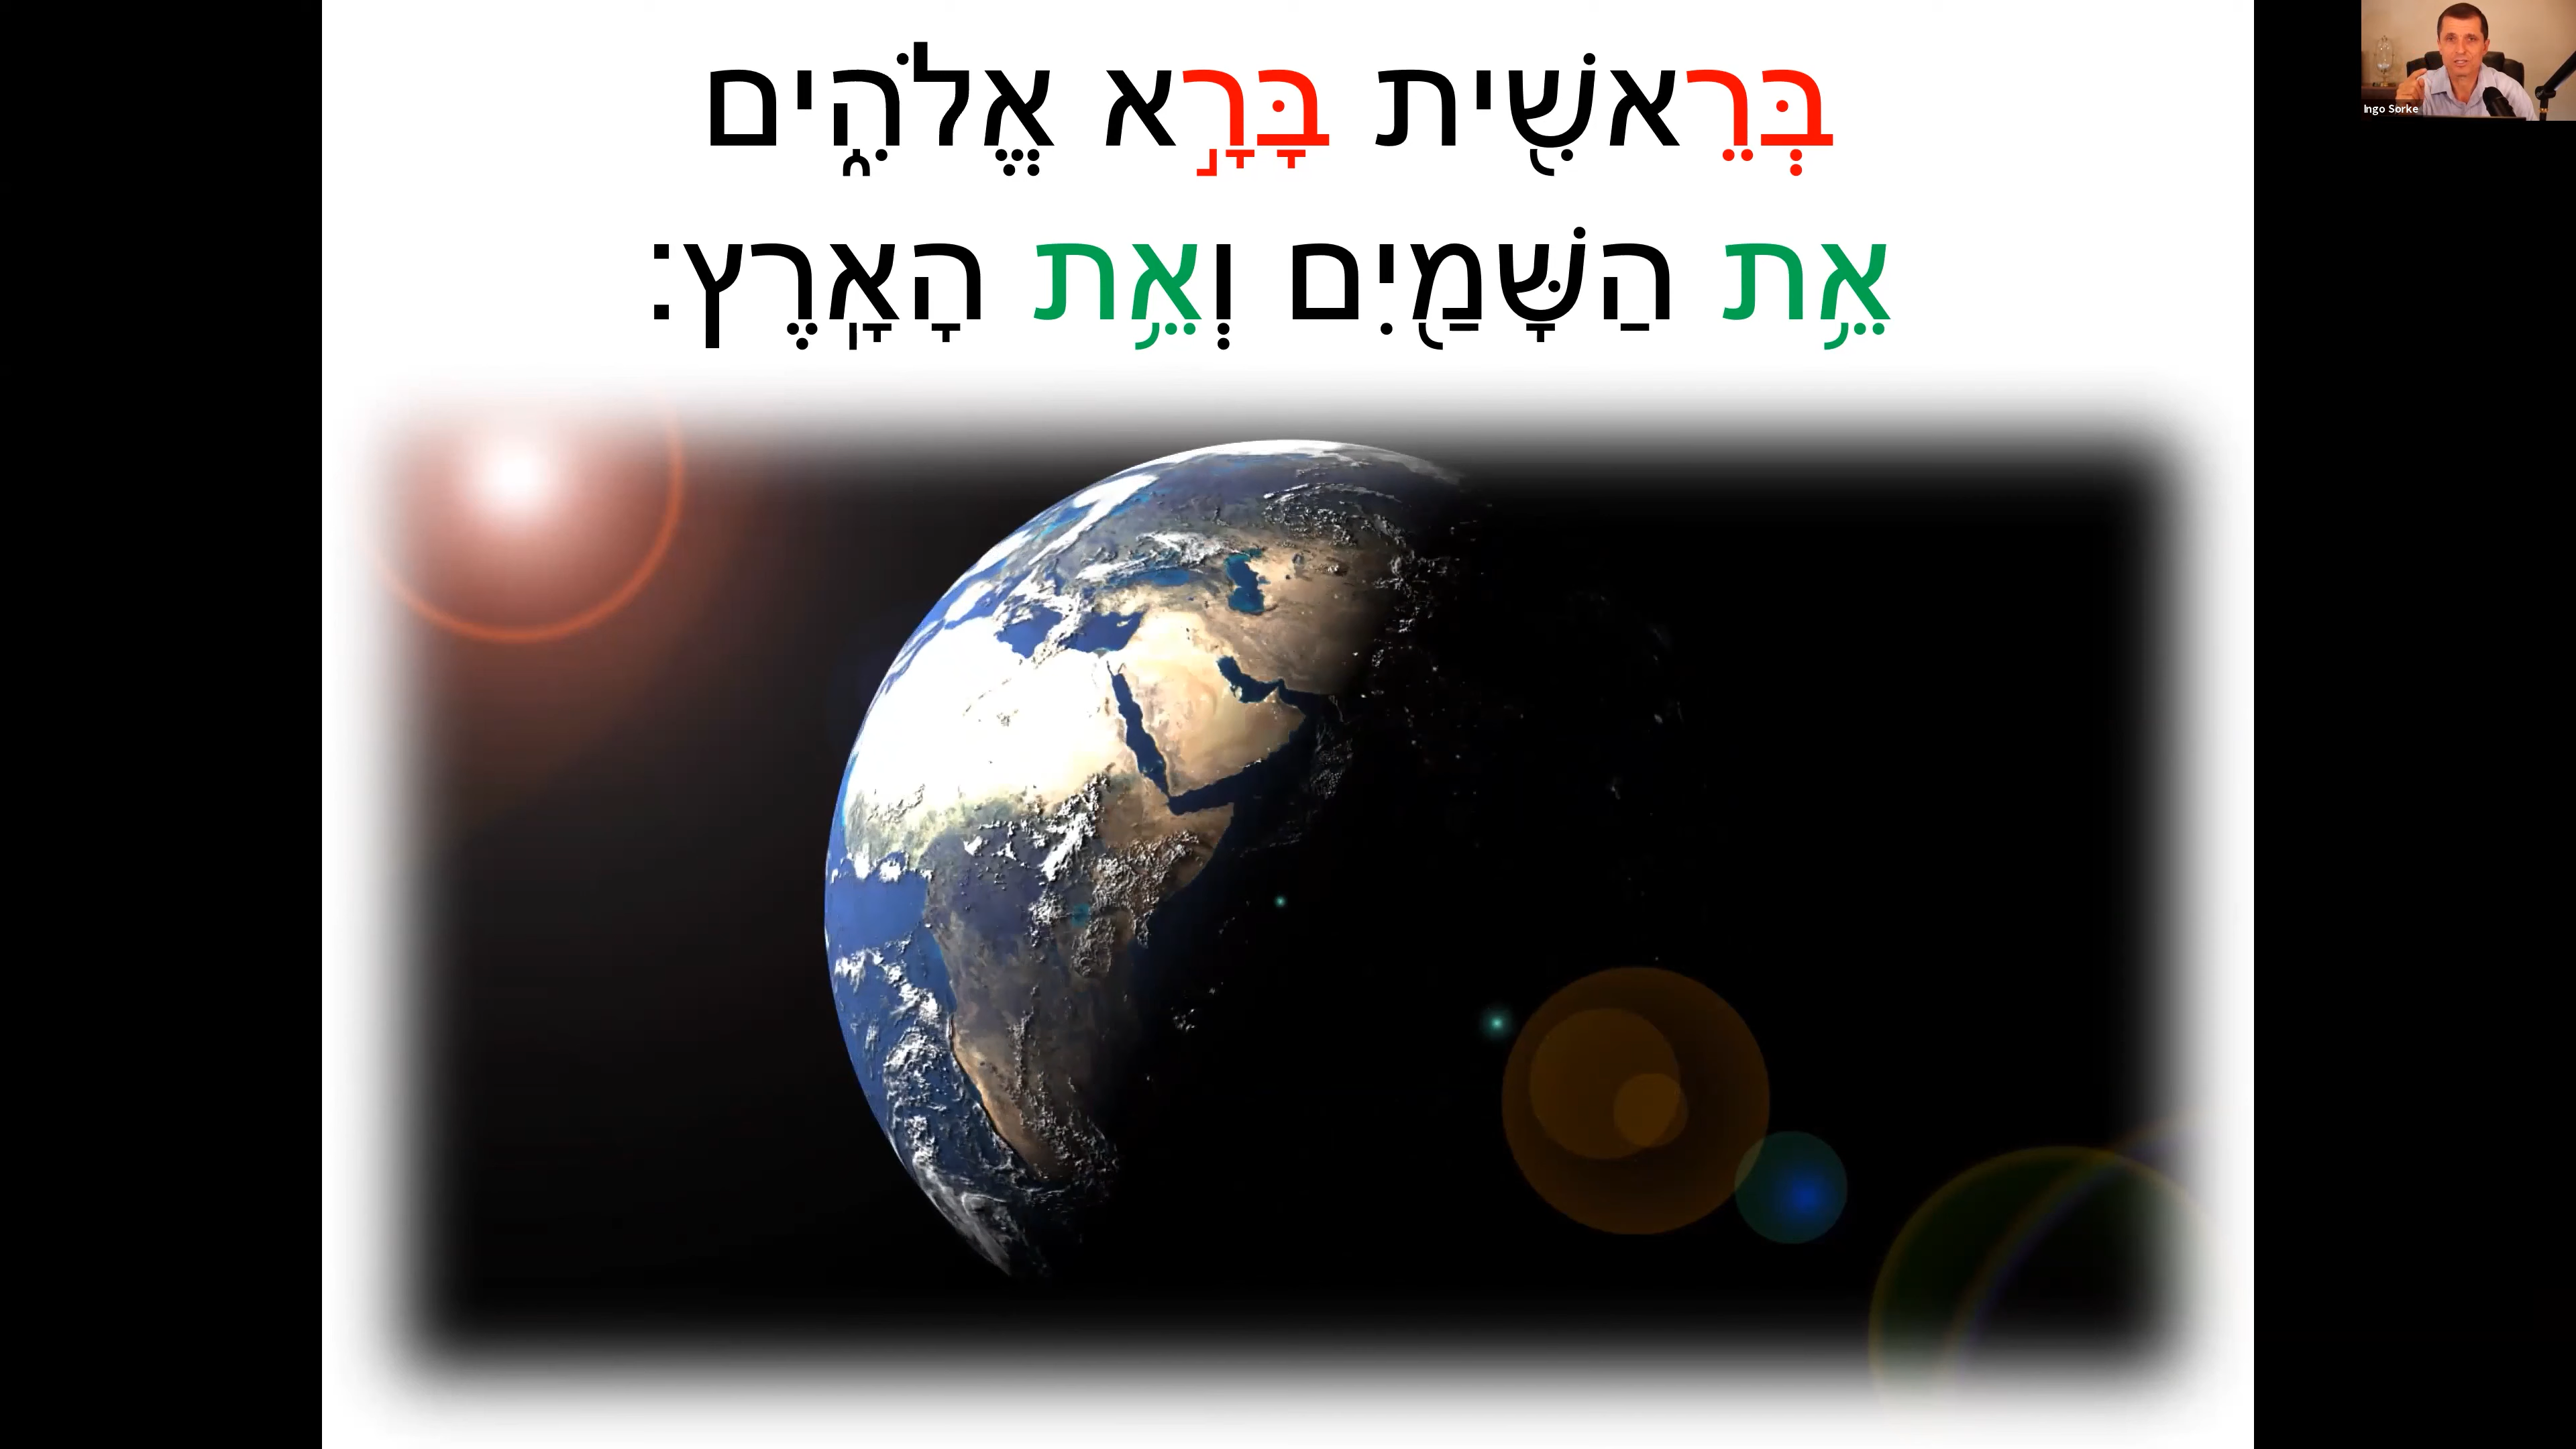 בְּרֵאשִׁ֖ית בָּרָ֣א אֱלֹהִ֑ים
אֵ֥ת הַשָּׁמַ֖יִם וְאֵ֥ת הָאָֽרֶץ׃
Ingo Sorke